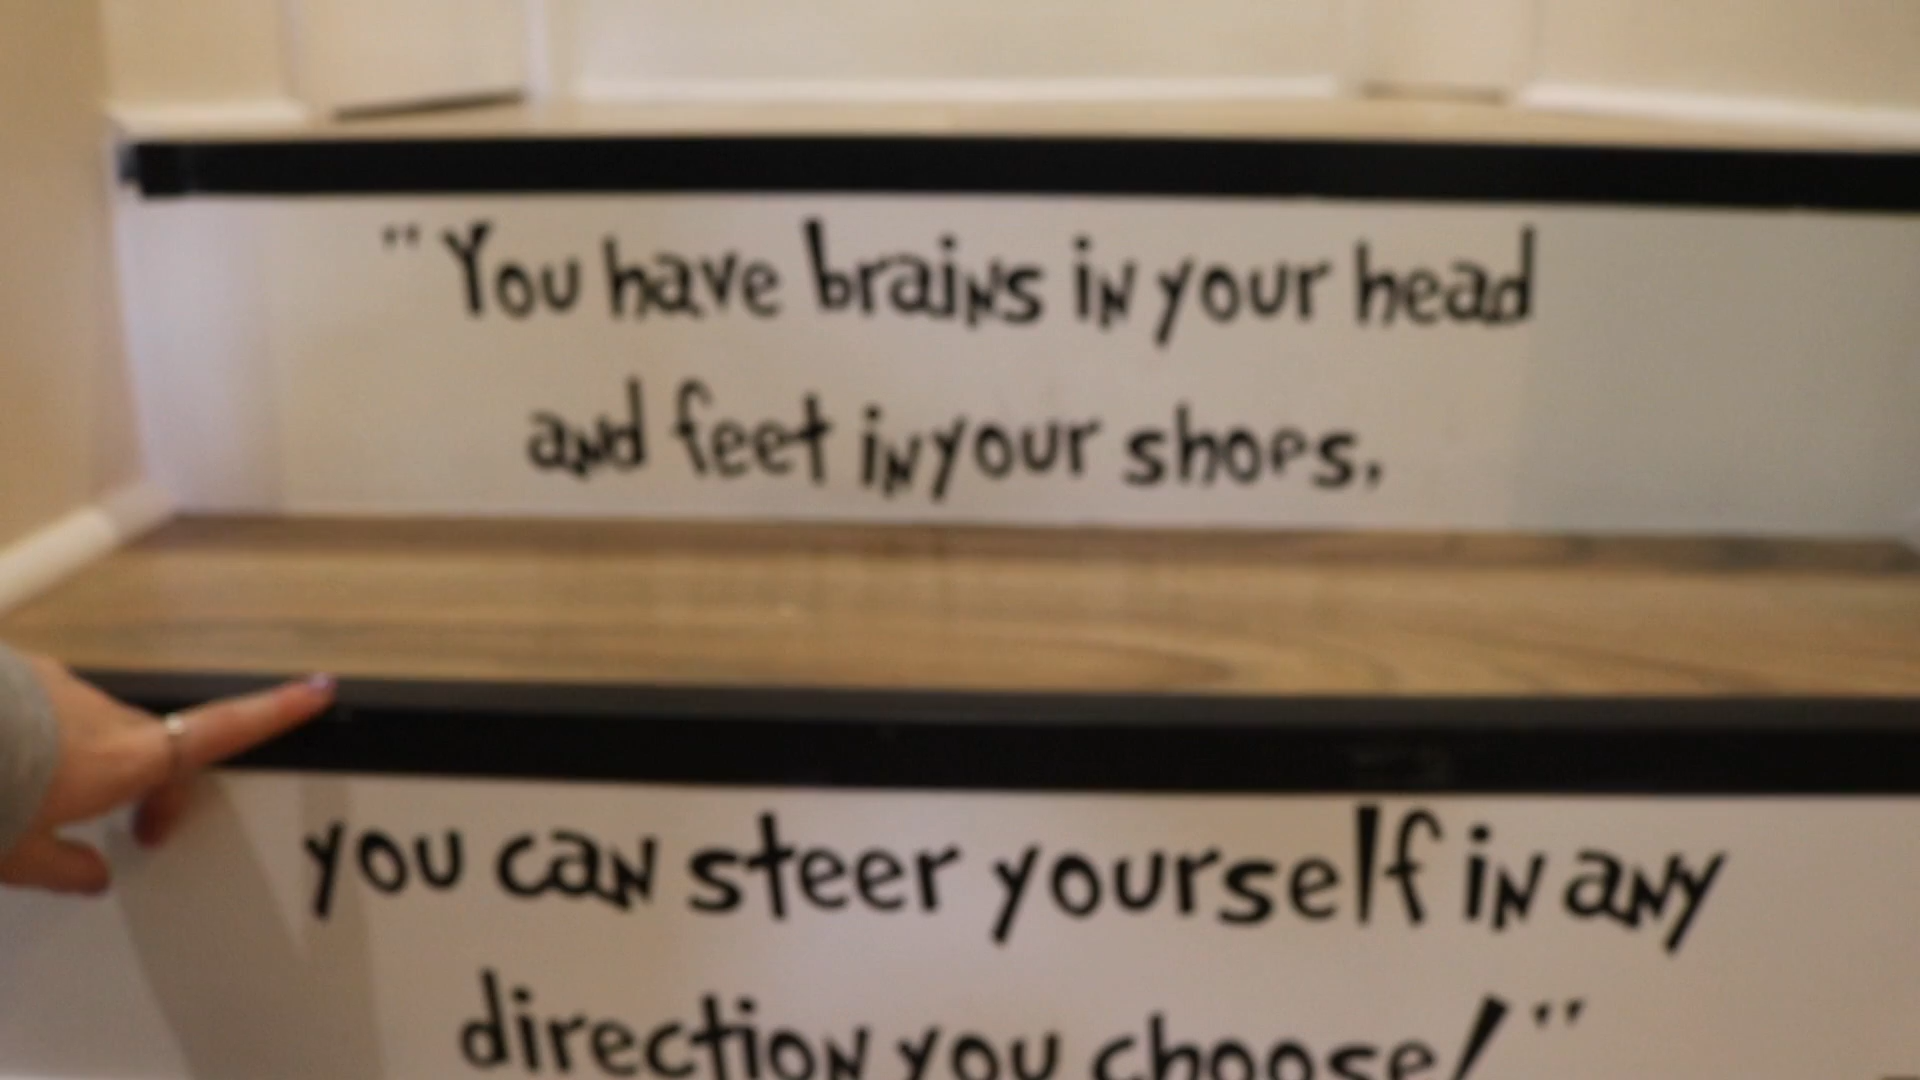 "You have brains in your head
and feet in your shoes,
you can steer yourself in any
direction you choose!"